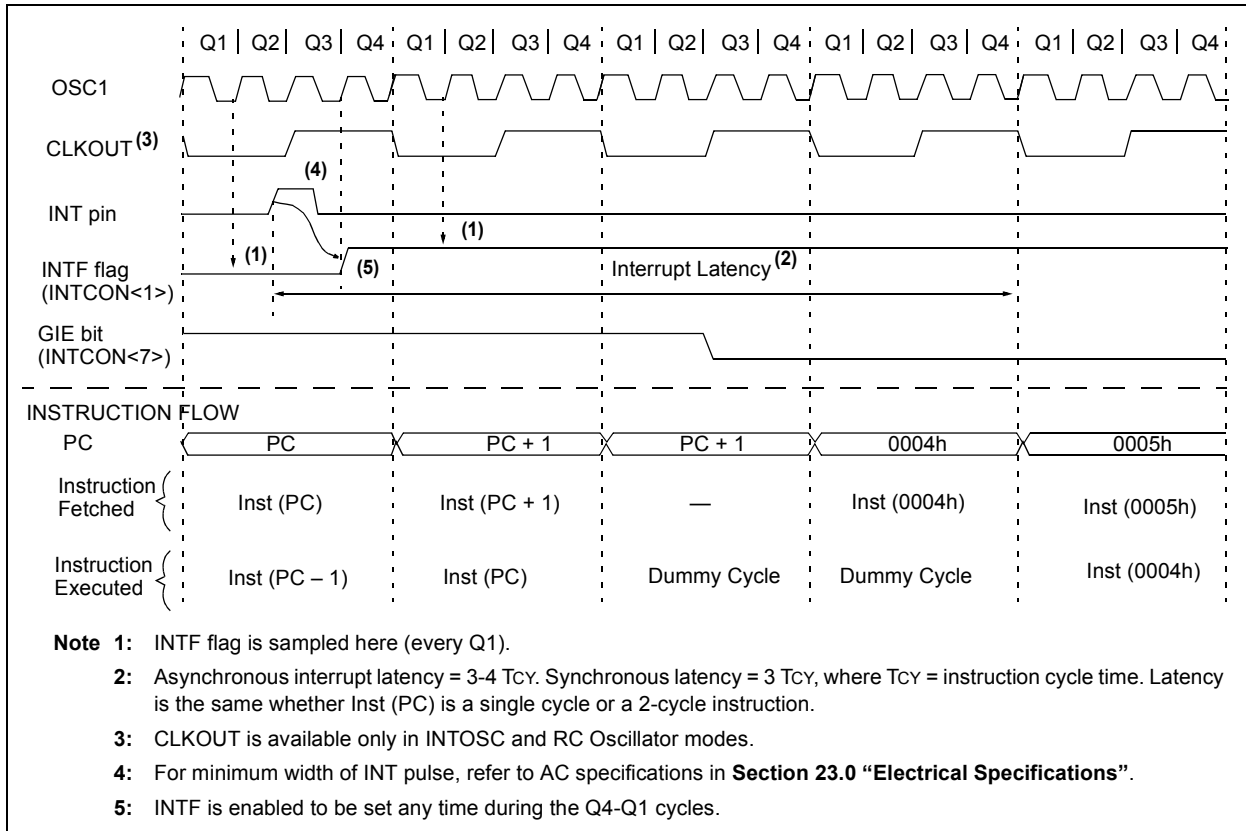 Q1 Q2 Q3 Q4 Q1 Q2 Q3 Q4 Q1 Q2 Q3 Q4 Q1 Q2 Q3 Q4 Q1 Q2 Q3 Q4
OSC1
CLKOUT (3)
(4)
INT pin
(1)
(1)
INTF flag
(INTCON<1>)
(5)
Interrupt Latency (2)
GIE bit
(INTCON<7>)
INSTRUCTION FLOW
PC PC PC + 1 PC + 1 0004h 0005h
Instruction
Fetched
Inst (PC) Inst (PC + 1) — Inst (0004h) Inst (0005h)
Instruction
Executed
Inst (PC – 1) Inst (PC) Dummy Cycle Dummy Cycle Inst (0004h)
Note 1: INTF flag is sampled here (every Q1).
2: Asynchronous interrupt latency = 3-4 TCY. Synchronous latency = 3 TCY, where TCY = instruction cycle time. Latency
is the same whether Inst (PC) is a single cycle or a 2-cycle instruction.
3: CLKOUT is available only in INTOSC and RC Oscillator modes.
4: For minimum width of INT pulse, refer to AC specifications in Section 23.0 “Electrical Specifications”.
5: INTF is enabled to be set any time during the Q4-Q1 cycles.